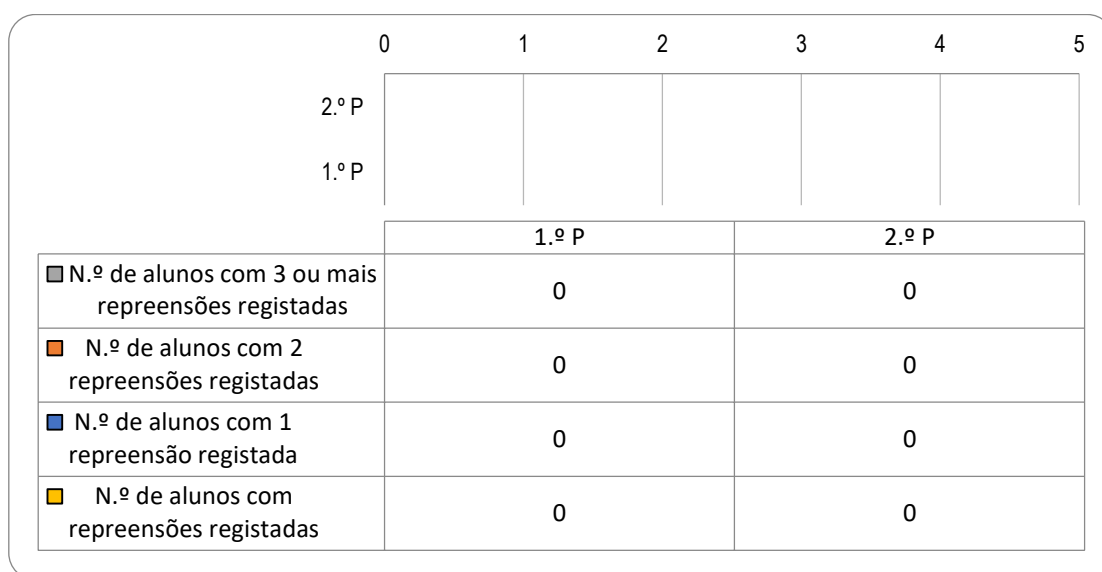 0 1 2 3 4 5
2.º P
1.º P
1.º P 2.º P
N.º de alunos com 3 ou mais
repreensões registadas 0 0
N.º de alunos com 2
repreensões registadas 0 0
N.º de alunos com 1
repreensão registada 0 0
N.º de alunos com
repreensões registadas 0 0